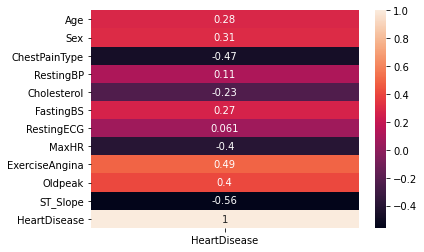 Age 0.28
Sex 0.31
ChestPainType -0.47
RestingBP 0.11
Cholesterol -0.23
FastingBS 0.27
RestingECG 0.061
MaxHR -0.4
ExerciseAngina 0.49
Oldpeak 0.4
ST_Slope -0.56
HeartDisease 1
HeartDisease
1.0
0.8
0.6
0.4
0.2
0.0
−0.2
−0.4